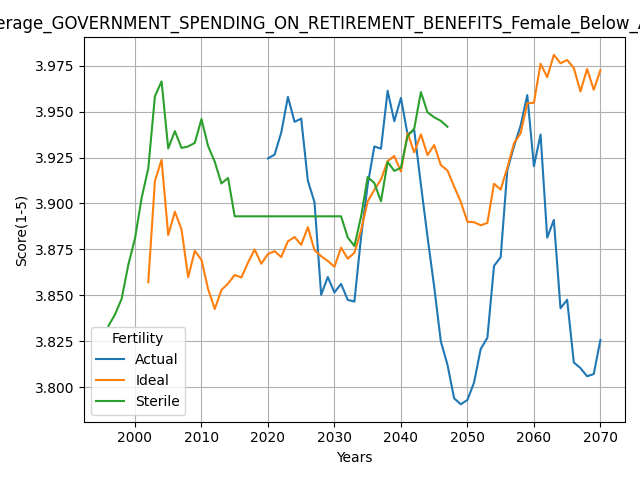 erage_GOVERNMENT_SPENDING_ON_RETIREMENT_BENEFITS_Female_Below_A
3.975
3.950
3.925
3.900
3.875
3.850
3.825
3.800
Score(1-5)
Fertility
Actual
Ideal
Sterile
2000 2010 2020 2030 2040 2050 2060 2070
Years